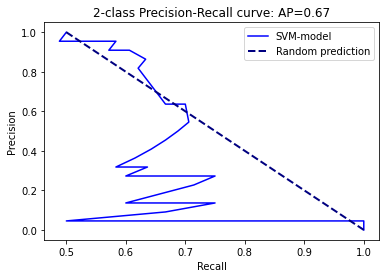 2-class Precision-Recall curve: AP=0.67
SVM-model
Random prediction
Precision
1.0
0.8
0.6
0.4
0.2
0.0
0.5
0.6
0.7
0.8
0.9
1.0
Recall